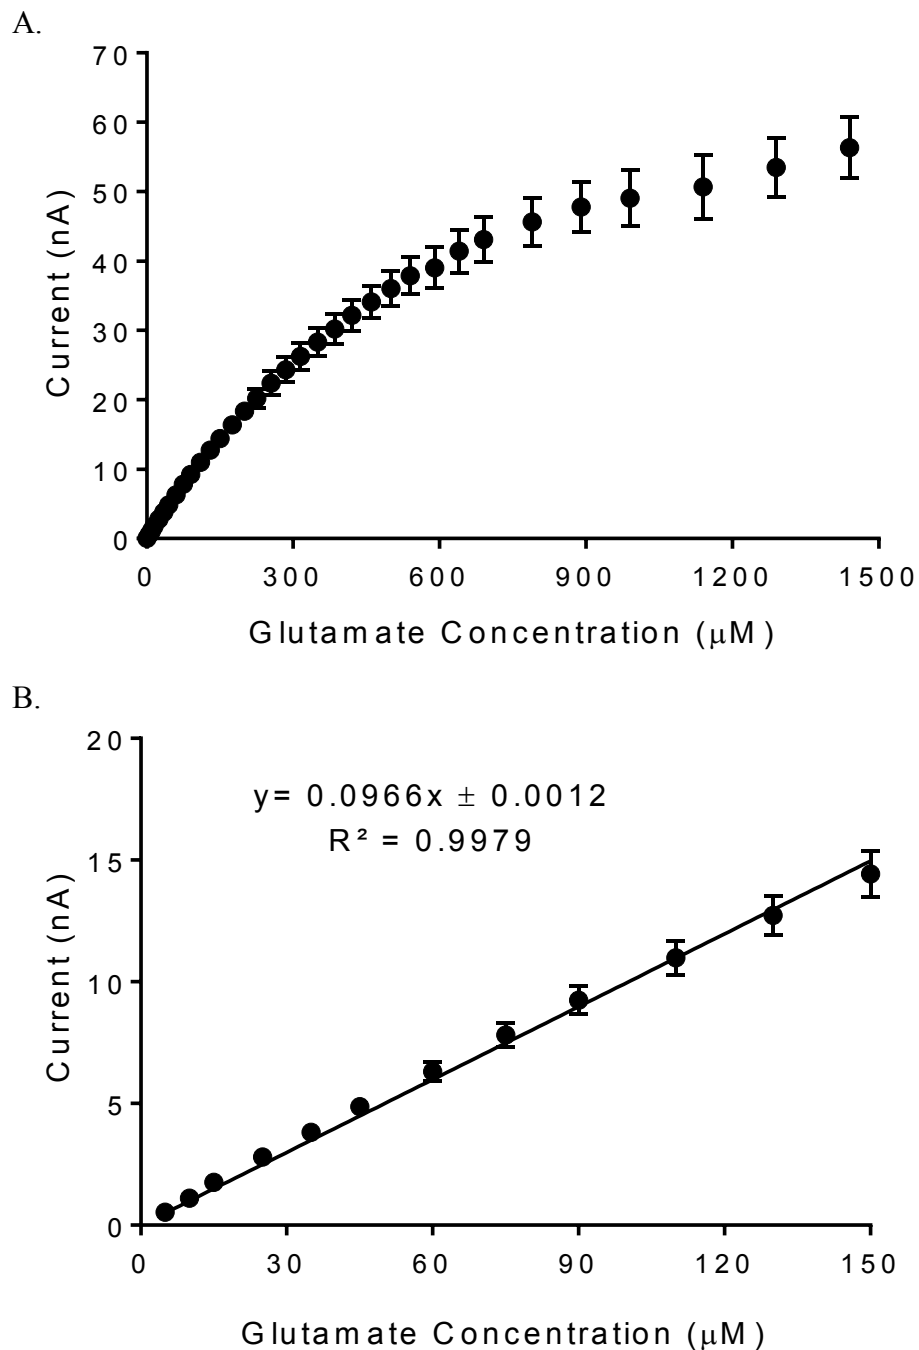 A.
70
60
50
40
30
20
10
0
Current (nA)
0 300 600 900 1200 1500
Glutamate Concentration (μM)
B.
20
15
10
5
0
Current (nA)
y= 0.0966x ± 0.0012
R² = 0.9979
0 30 60 90 120 150
Glutamate Concentration (μM)